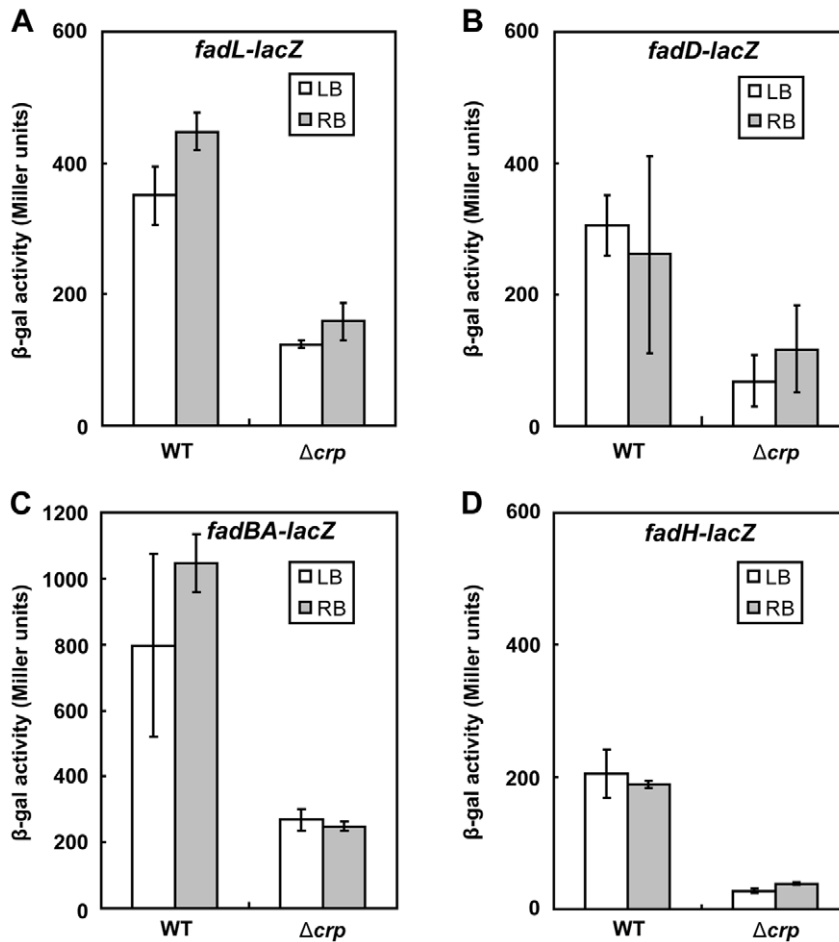 A
fadL-lacZ
LB
RB
β-gal activity (Miller units)
600
400
200
0
WT
Δcrp
B
fadD-lacZ
LB
RB
β-gal activity (Miller units)
600
400
200
0
WT
Δcrp
C
fadBA-lacZ
LB
RB
β-gal activity (Miller units)
1200
1000
800
600
400
200
0
WT
Δcrp
D
fadH-lacZ
LB
RB
β-gal activity (Miller units)
600
400
200
0
WT
Δcrp